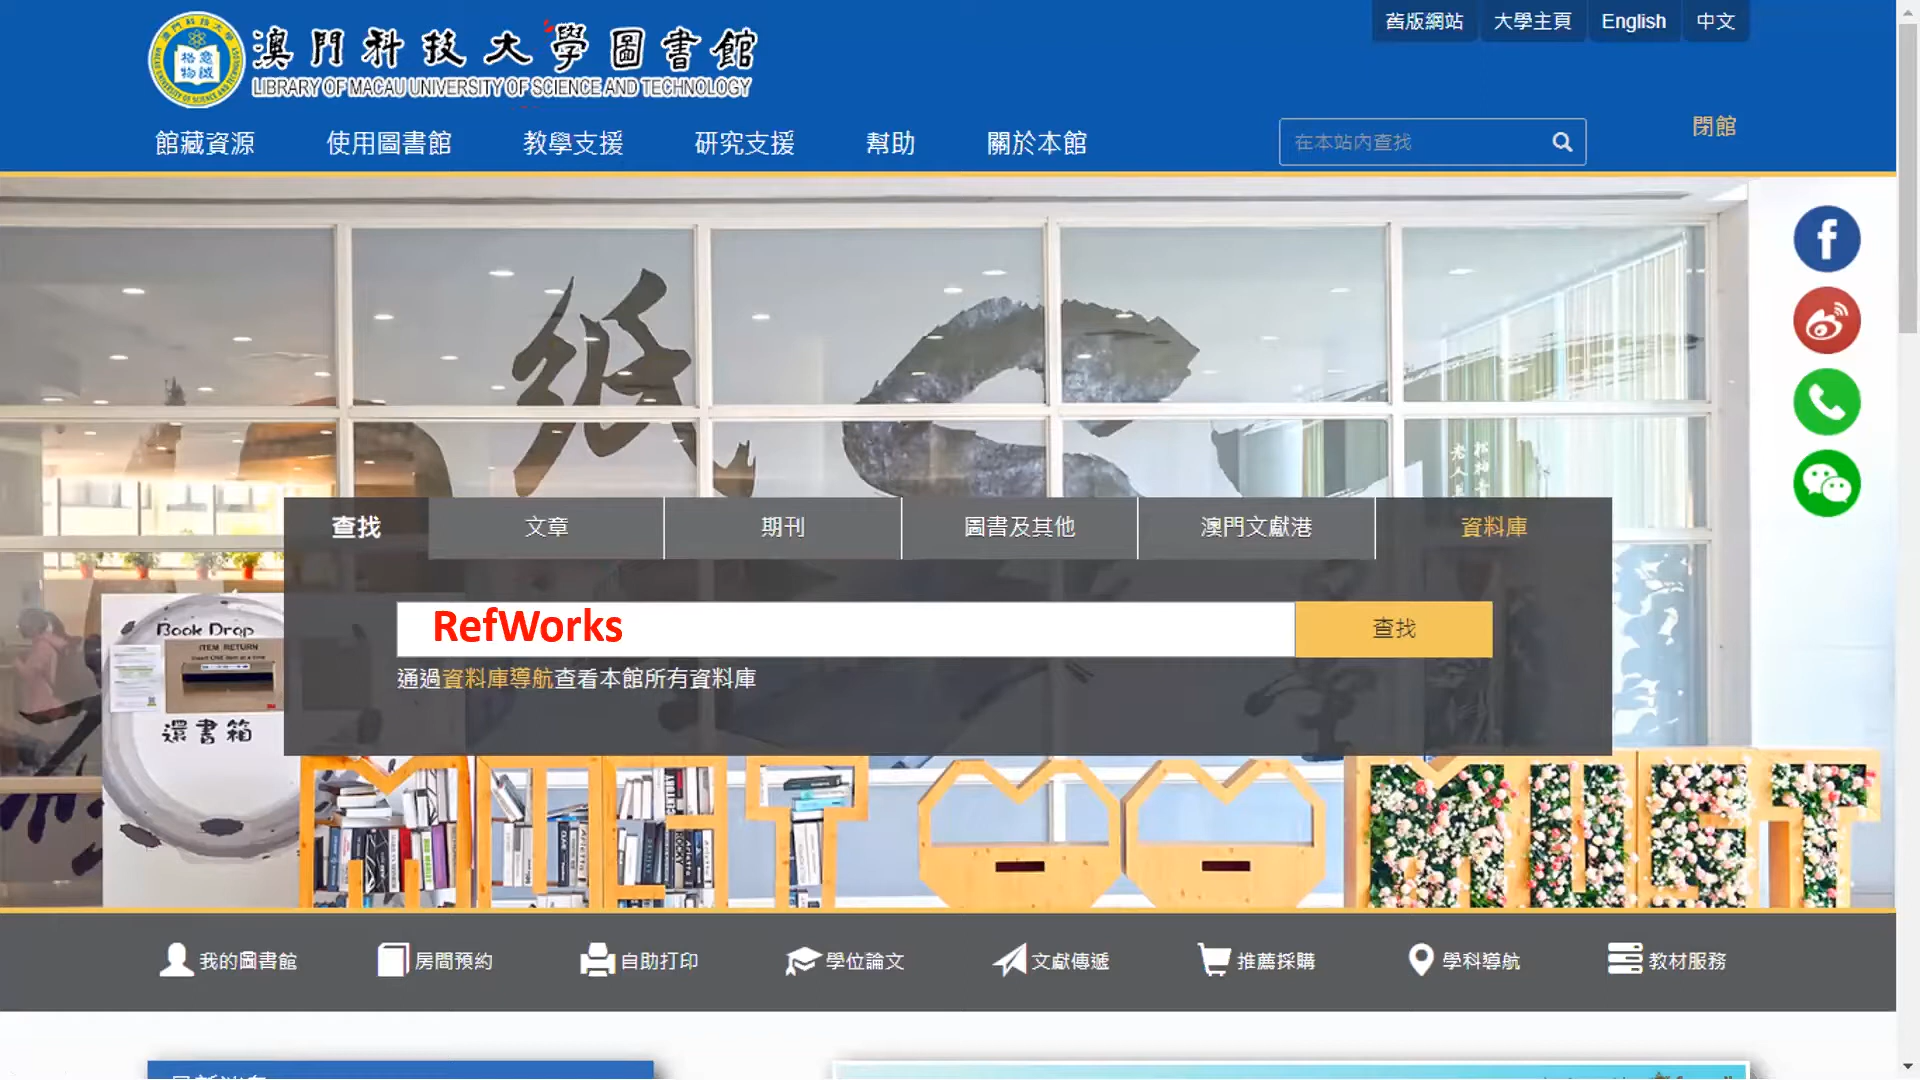 舊版網站 大學主頁 English 中文
澳門科技大學圖書館
LIBRARY OF MACAU UNIVERSITY OF SCIENCE AND TECHNOLOGY
館藏資源 使用圖書館 教學支援 研究支援 幫助 關於本館
在本站內查找
閉館
紙
查找 文章 期刊 圖書及其他 澳門文獻港 資料庫
RefWorks
查找
通過資料庫導航查看本館所有資料庫
Book Drop
ITEM RETURN
還書箱
我的圖書館 房間預約 自助打印 學位論文 文獻傳遞 推薦採購 學科導航 教材服務